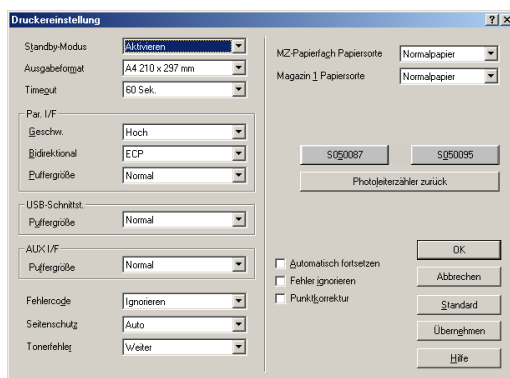 Druckereinstellung
Standby-Modus Aktivieren
Ausgabeformat A4 210 x 297 mm
Timeout 60 Sek.
Par. I/F
Geschw. Hoch
Bidirektional ECP
Puffergröße Normal
USB-Schnittst.
Puffergröße Normal
AUX I/F
Puffergröße Normal
Fehlercode Ignorieren
Seitenschutz Auto
Tonerfehler Weiter
MZ-Papierfach Papiersorte Normalpapier
Magazin 1 Papiersorte Normalpapier
S050087 S050095
Photoleiterzähler zurück
Automatisch fortsetzen
Fehler ignorieren
Punktkorrektur
OK
Abbrechen
Standard
Übernehmen
Hilfe